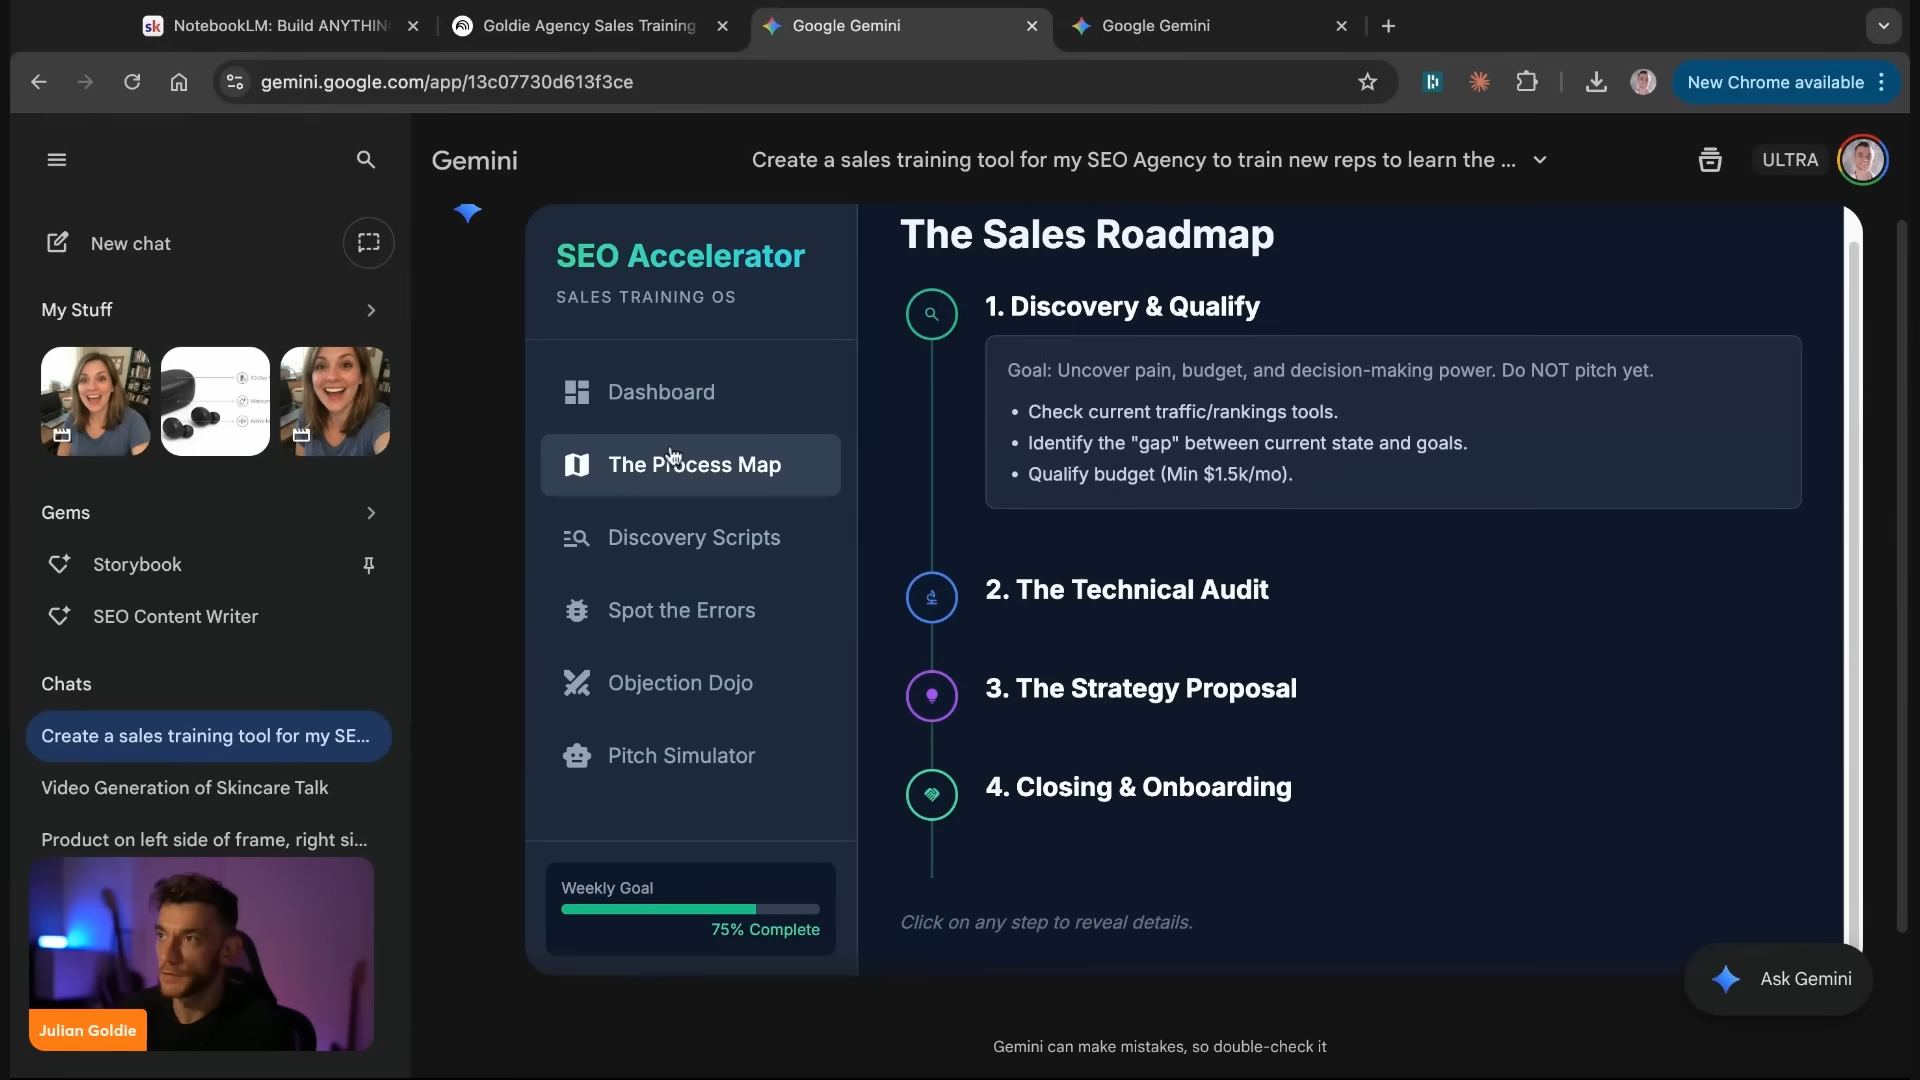 NotebookLM: Build ANYTHIN
Goldie Agency Sales Training
Google Gemini
Google Gemini
gemini.google.com/app/13c07730d613f3ce
New Chrome available
Gemini
Create a sales training tool for my SEO Agency to train new reps to learn the ...
ULTRA
New chat
My Stuff
Gems
Storybook
SEO Content Writer
Chats
Create a sales training tool for my SE...
Video Generation of Skincare Talk
Product on left side of frame, right si...
Julian Goldie
SEO Accelerator
SALES TRAINING OS
Dashboard
The Process Map
Discovery Scripts
Spot the Errors
Objection Dojo
Pitch Simulator
Weekly Goal
75% Complete
The Sales Roadmap
1. Discovery & Qualify
Goal: Uncover pain, budget, and decision-making power. Do NOT pitch yet.
• Check current traffic/rankings tools.
• Identify the "gap" between current state and goals.
• Qualify budget (Min $1.5k/mo).
2. The Technical Audit
3. The Strategy Proposal
4. Closing & Onboarding
Click on any step to reveal details.
Ask Gemini
Gemini can make mistakes, so double-check it